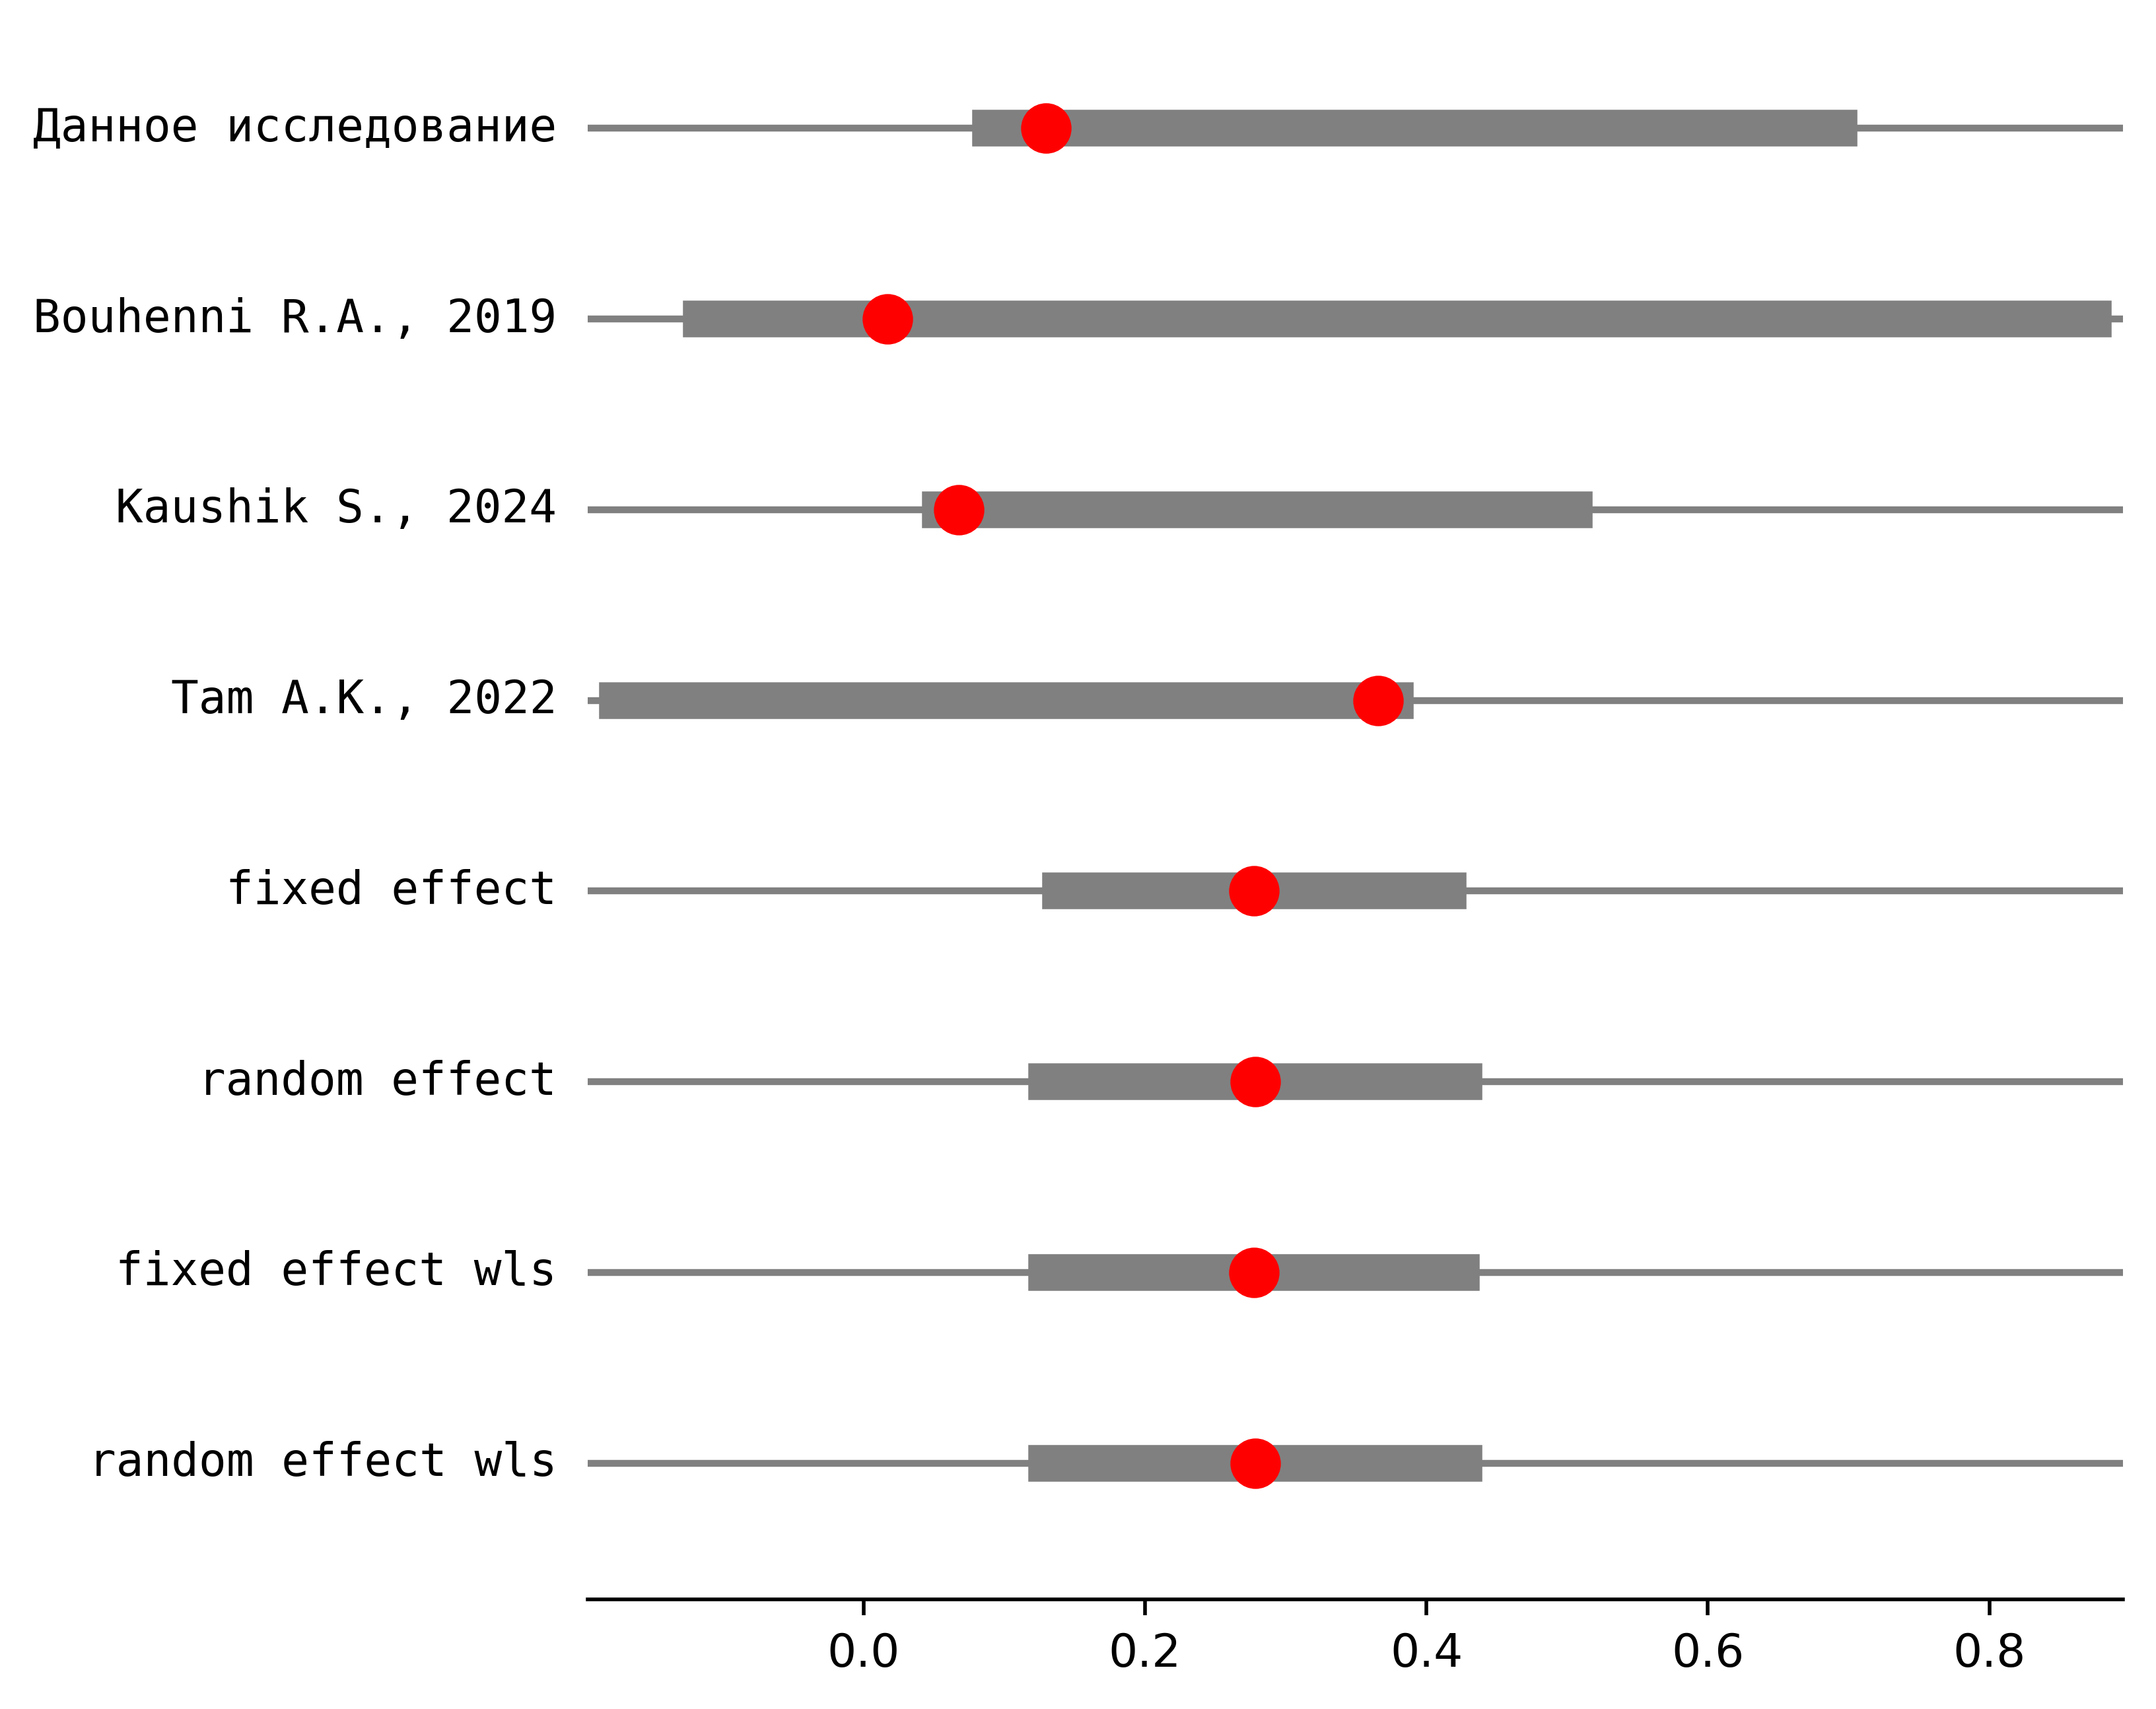 Данное исследование
Bouhenni R.A., 2019
Kaushik S., 2024
Tam A.K., 2022
fixed effect
random effect
fixed effect wls
random effect wls
0.0 0.2 0.4 0.6 0.8